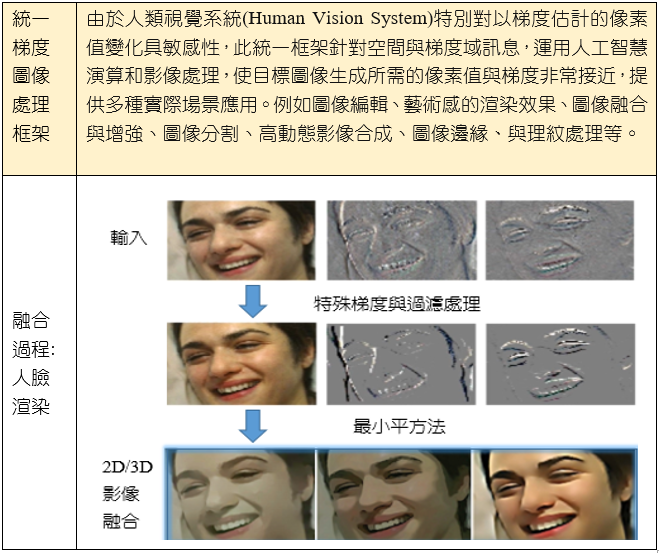 統一
梯度
圖像
處理
框架
由於人類視覺系統(Human Vision System)特別對以梯度估計的像素
值變化具敏感性，此統一框架針對空間與梯度域訊息，運用人工智慧
演算和影像處理，使目標圖像生成所需的像素值與梯度非常接近，提
供多種實際場景應用。例如圖像編輯、藝術感的渲染效果、圖像融合
與增強、圖像分割、高動態影像合成、圖像邊緣、與理紋處理等。
融合
過程:
人臉
渲染
輸入
特殊梯度與過濾處理
最小平方法
2D/3D
影像
融合